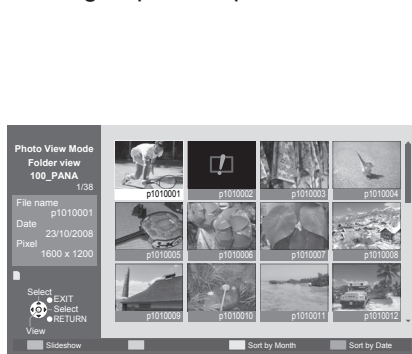 Photo View Mode
Folder view
100_PANA
1/38
File name
p1010001
Date
23/10/2008
Pixel
1600 x 1200
Select
EXIT
Select
RETURN
View
p1010001 p1010002 p1010003 p1010004
p1010005 p1010006 p1010007 p1010008
p1010009 p1010010 p1010011 p1010012
Slideshow Sort by Month Sort by Date